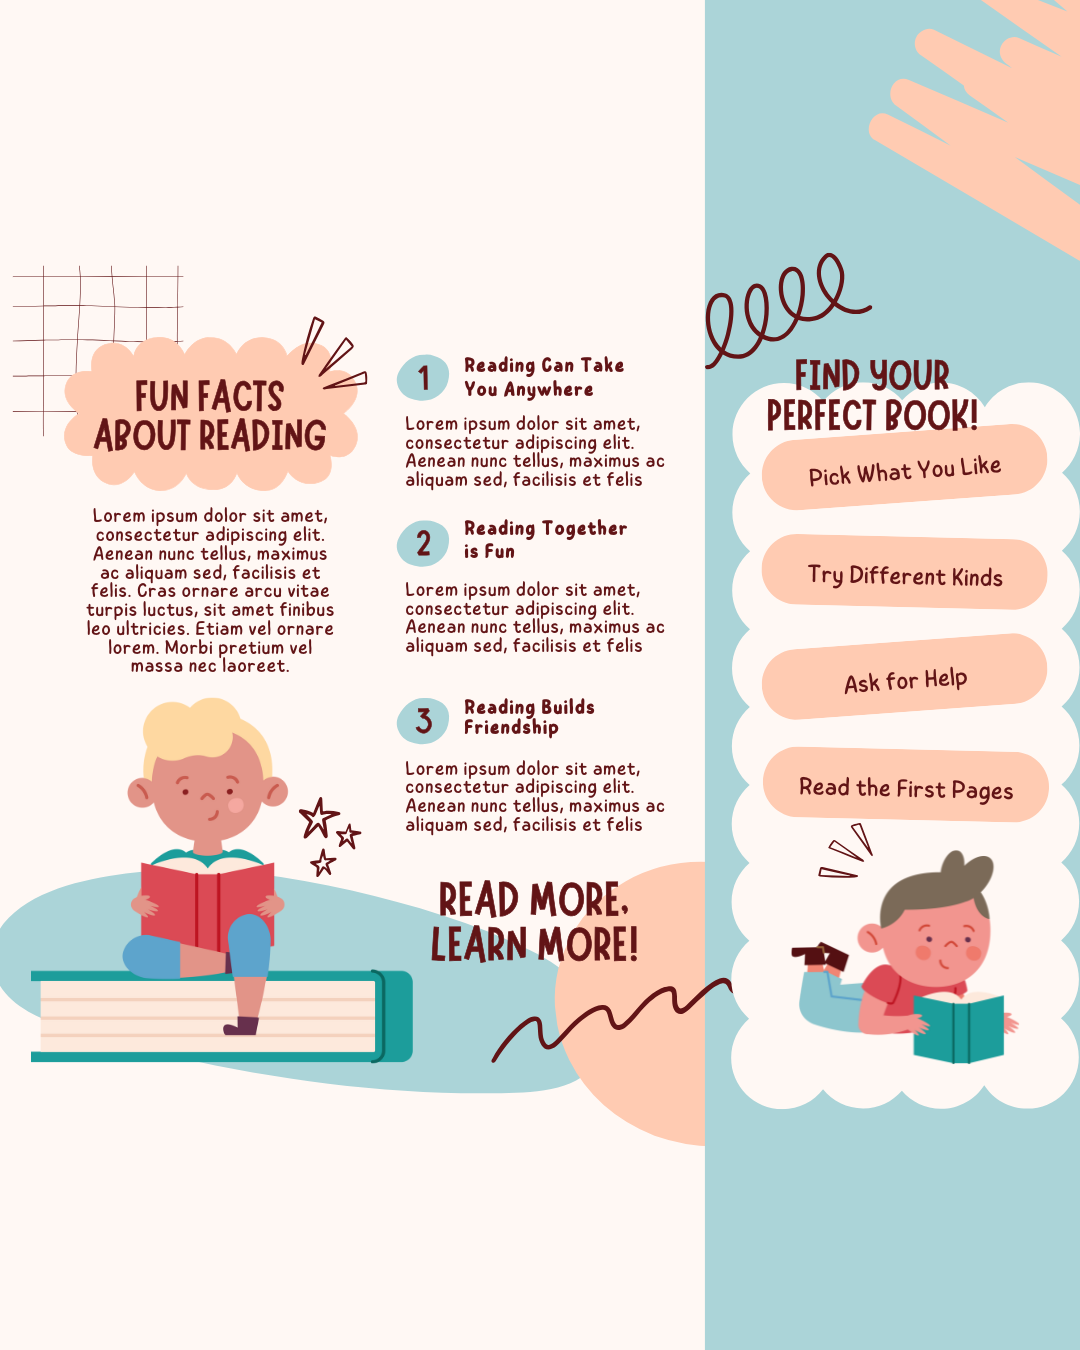 FUN FACTS
ABOUT READING
Lorem ipsum dolor sit amet,
consectetur adipiscing elit.
Aenean nunc tellus, maximus
ac aliquam sed, facilisis et
felis. Cras ornare arcu vitae
turpis luctus, sit amet finibus
leo ultricies. Etiam vel ornare
lorem. Morbi pretium vel
massa nec laoreet.
1
Reading Can Take
You Anywhere
Lorem ipsum dolor sit amet,
consectetur adipiscing elit.
Aenean nunc tellus, maximus ac
aliquam sed, facilisis et felis
2
Reading Together
is Fun
Lorem ipsum dolor sit amet,
consectetur adipiscing elit.
Aenean nunc tellus, maximus ac
aliquam sed, facilisis et felis
3
Reading Builds
Friendship
Lorem ipsum dolor sit amet,
consectetur adipiscing elit.
Aenean nunc tellus, maximus ac
aliquam sed, facilisis et felis
READ MORE,
LEARN MORE!
FIND YOUR
PERFECT BOOK!
Pick What You Like
Try Different Kinds
Ask for Help
Read the First Pages